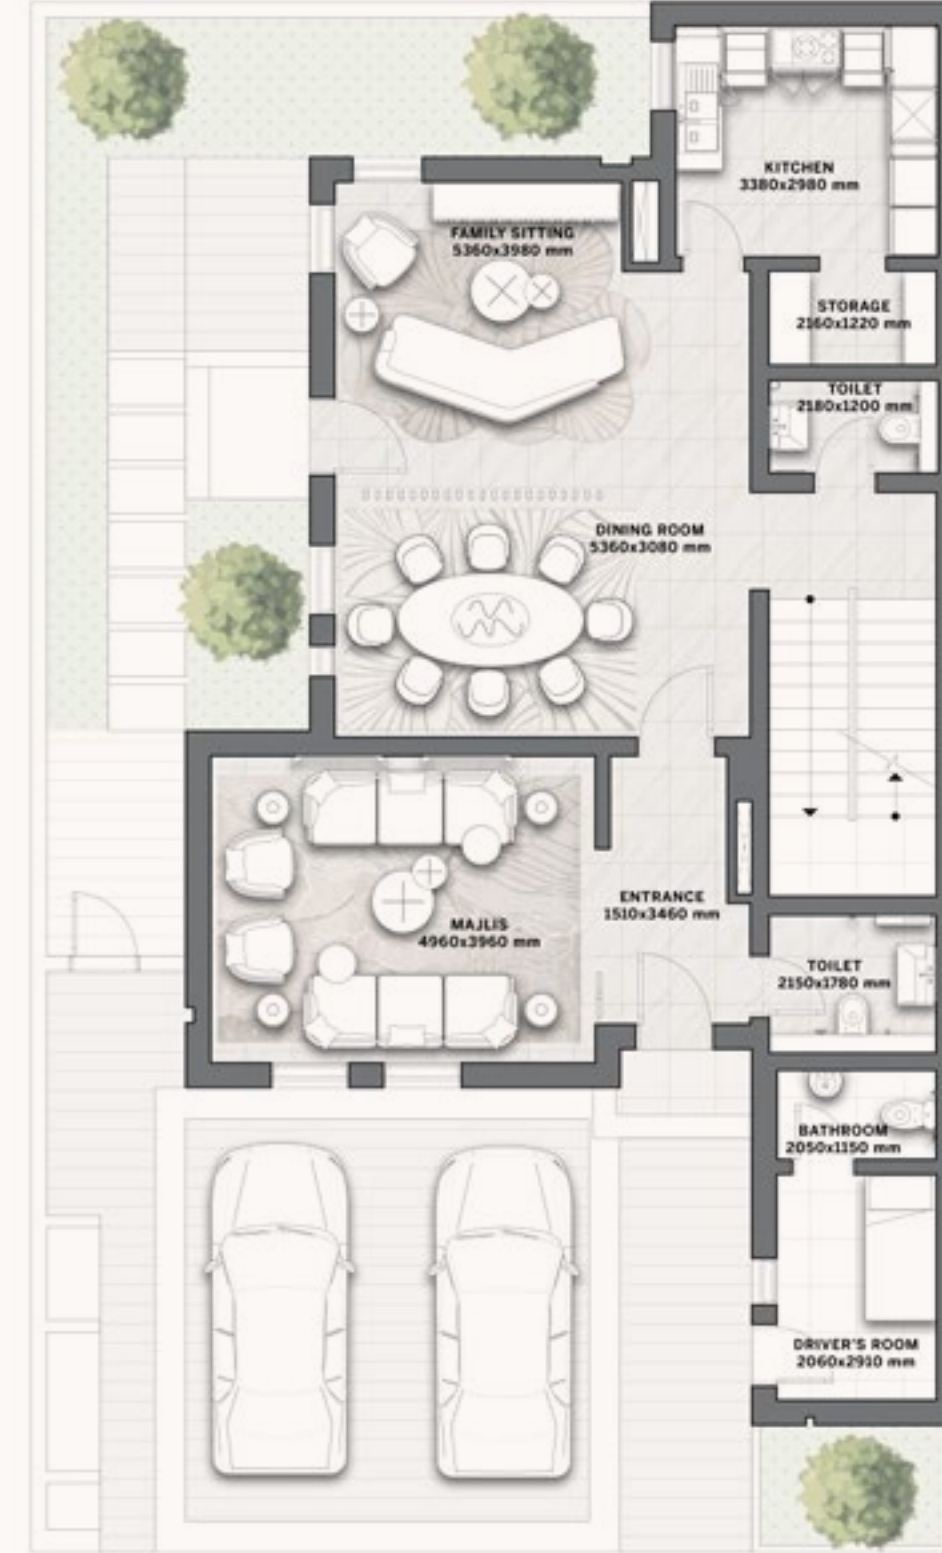 KITCHEN
3380x2980 mm
FAMILY SITTING
5360x3980 mm
STORAGE
2160x1220 mm
TOILET
2180x1200 mm
DINING ROOM
5360x3080 mm
ENTRANCE
1510x3460 mm
MAJLIS
4960x3960 mm
TOILET
2150x1780 mm
BATHROOM
2050x1150 mm
DRIVER'S ROOM
2060x2910 mm